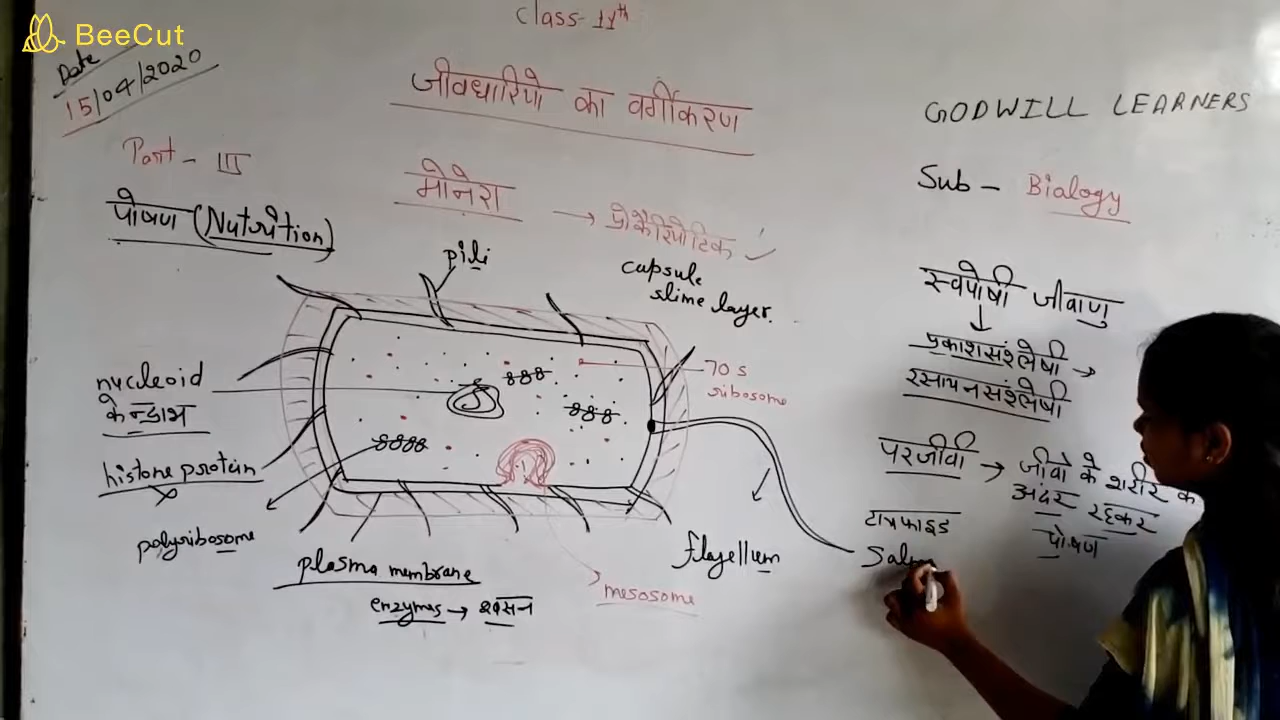 BeeCut
Class-11th
Date
15/04/2020
जीवधारियो का वर्गीकरण
GODWILL LEARNERS
Part - III
मोनेरा
→ प्रोकैरियोटिक ✓
Sub - Bialogy
पोषण (Nutrition)
pili
capsule
slime layer.
स्वपोषी जीवाणु
↓
प्रकाशसंश्लेषी →
रसायनसंश्लेषी
70 s
ribosome
nucleoid
केन्द्राभ
histone protein
polyribosome
plasma membrane
enzymes → श्वसन
mesosome
flagellum
परजीवी → जीवो के शरीर के
अंदर रहकर
पोषण
टायफाइड
Salm